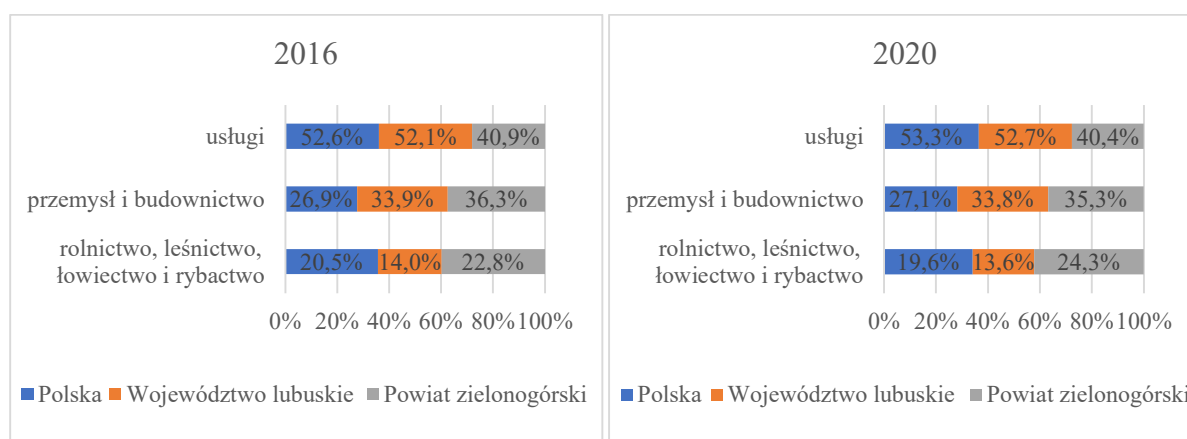 2016
usługi
52,6% 52,1% 40,9%
przemysł i budownictwo
26,9% 33,9% 36,3%
rolnictwo, leśnictwo,
łowiectwo i rybactwo
20,5% 14,0% 22,8%
0% 20% 40% 60% 80% 100%
Polska Województwo lubuskie Powiat zielonogórski
2020
usługi
53,3% 52,7% 40,4%
przemysł i budownictwo
27,1% 33,8% 35,3%
rolnictwo, leśnictwo,
łowiectwo i rybactwo
19,6% 13,6% 24,3%
0% 20% 40% 60% 80% 100%
Polska Województwo lubuskie Powiat zielonogórski